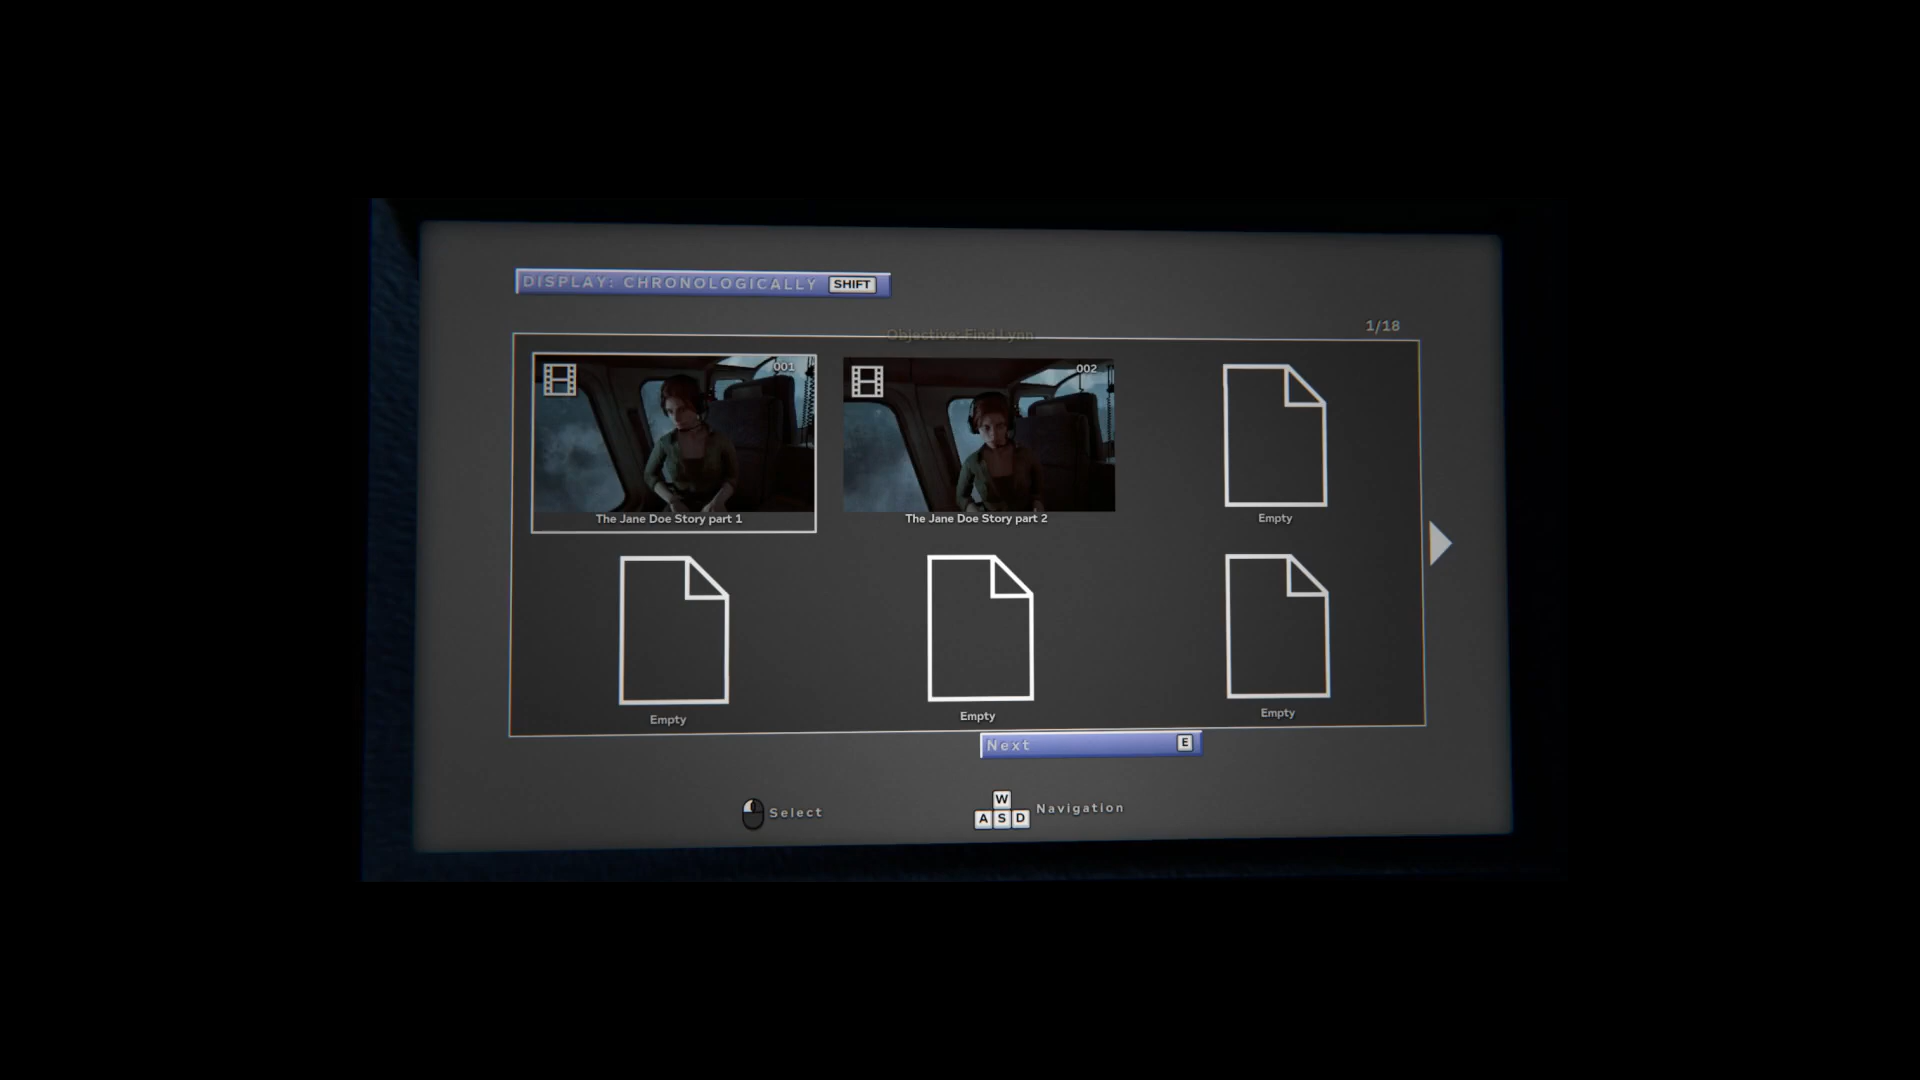 DISPLAY: CHRONOLOGICALLY SHIFT
1/18
Objective: Find Lynn
001
002
The Jane Doe Story part 1
The Jane Doe Story part 2
Empty
Empty
Empty
Empty
Next E
Select
W
A S D
Navigation